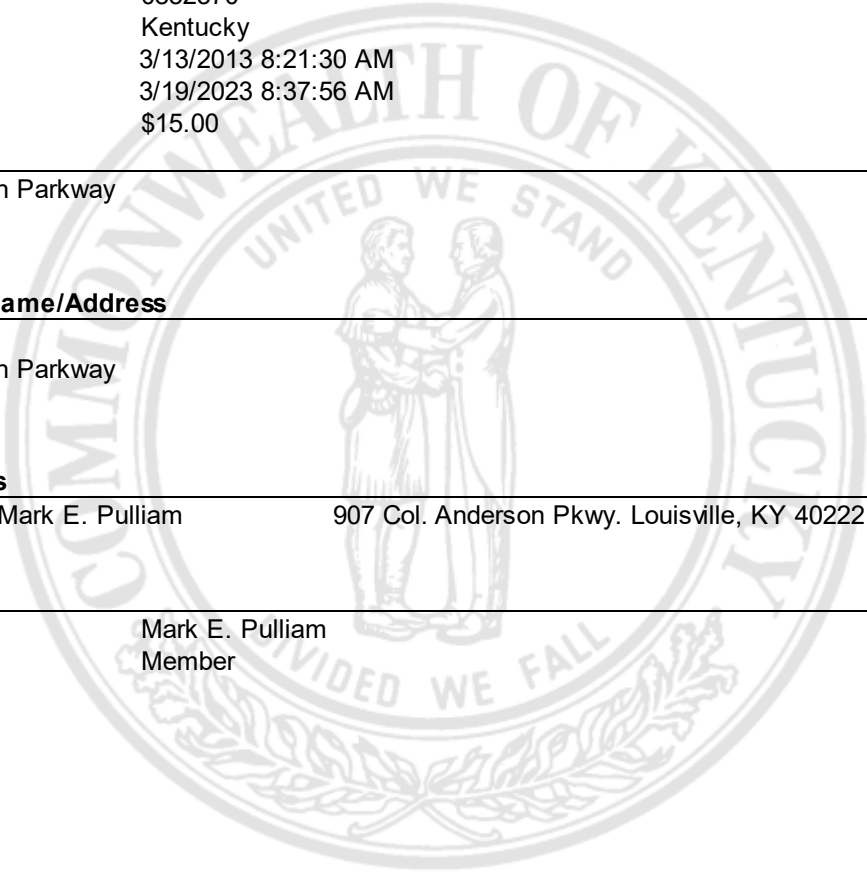 Kentucky
3/13/2013 8:21:30 AM
3/19/2023 8:37:56 AM
$15.00
Parkway
ame/Address
Parkway
s
Mark E. Pulliam 907 Col. Anderson Pkwy. Louisville, KY 40222
Mark E. Pulliam
Member
COMMONWEALTH OF KENTUCKY
UNITED WE STAND
DIVIDED WE FALL